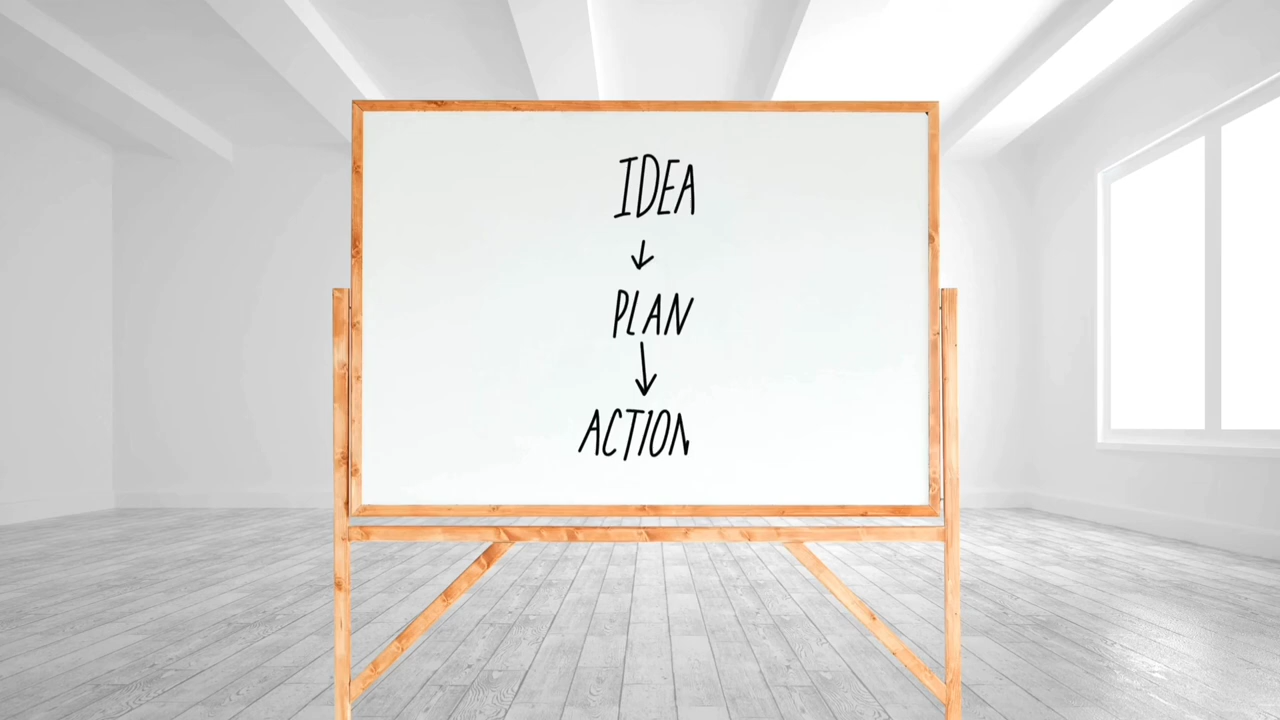 IDEA
↓
PLAN
↓
ACTION